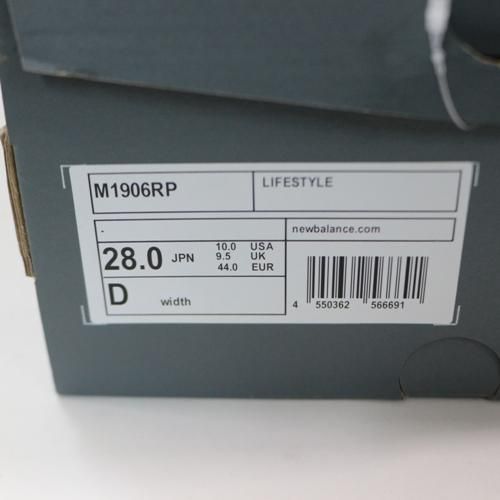 M1906RP
LIFESTYLE
-
newbalance.com
28.0 JPN
10.0 USA
9.5 UK
44.0 EUR
D width
4 550362 566691